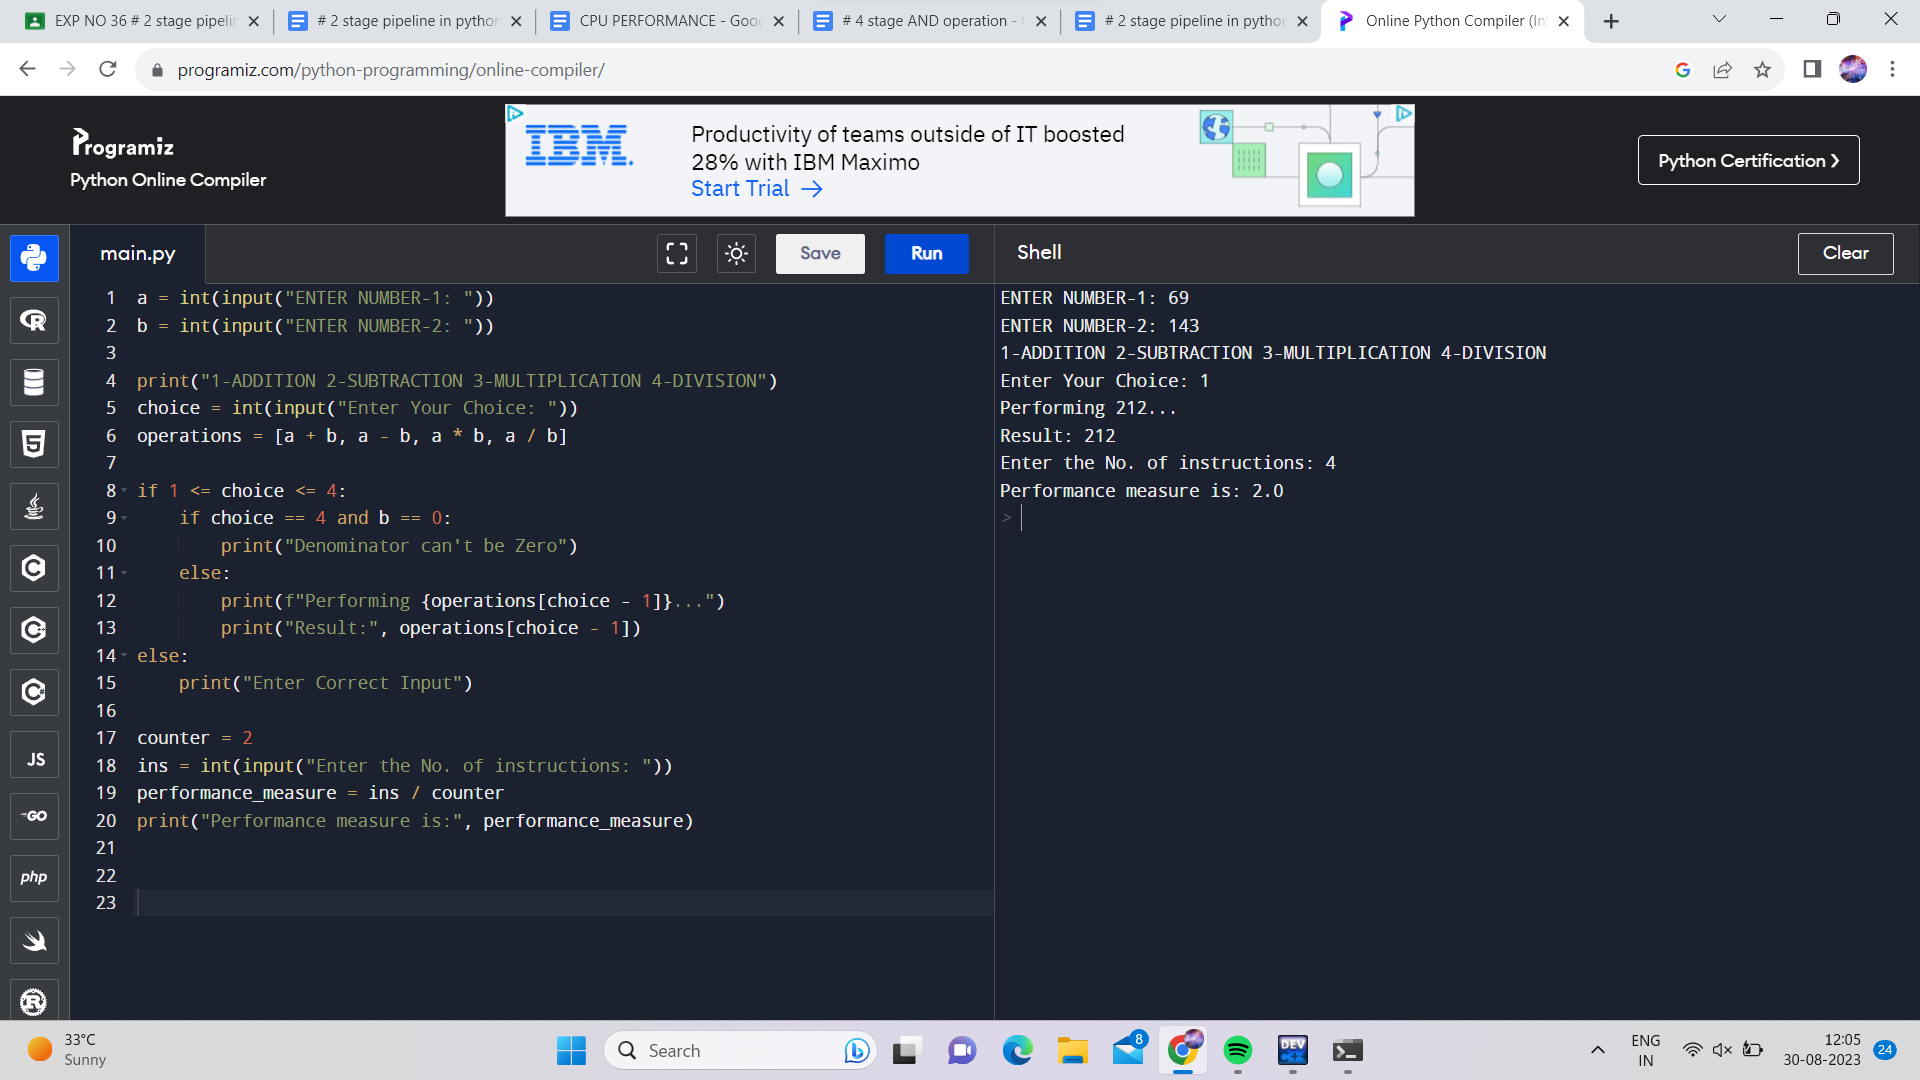 EXP NO 36 # 2 stage pipelin
# 2 stage pipeline in python
CPU PERFORMANCE - Goog
# 4 stage AND operation - G
# 2 stage pipeline in python
Online Python Compiler (Int
programiz.com/python-programming/online-compiler/
Programiz
Python Online Compiler
IBM.
Productivity of teams outside of IT boosted
28% with IBM Maximo
Start Trial →
Python Certification ❯
main.py
Save
Run
Shell
Clear
1 a = int(input("ENTER NUMBER-1: "))
2 b = int(input("ENTER NUMBER-2: "))
3
4 print("1-ADDITION 2-SUBTRACTION 3-MULTIPLICATION 4-DIVISION")
5 choice = int(input("Enter Your Choice: "))
6 operations = [a + b, a - b, a * b, a / b]
7
8 if 1 <= choice <= 4:
9     if choice == 4 and b == 0:
10         print("Denominator can't be Zero")
11     else:
12         print(f"Performing {operations[choice - 1]}...")
13         print("Result:", operations[choice - 1])
14 else:
15     print("Enter Correct Input")
16
17 counter = 2
18 ins = int(input("Enter the No. of instructions: "))
19 performance_measure = ins / counter
20 print("Performance measure is:", performance_measure)
21
22
23
ENTER NUMBER-1: 69
ENTER NUMBER-2: 143
1-ADDITION 2-SUBTRACTION 3-MULTIPLICATION 4-DIVISION
Enter Your Choice: 1
Performing 212...
Result: 212
Enter the No. of instructions: 4
Performance measure is: 2.0
>
R
5
C
C
C
JS
GO
php
R
33°C
Sunny
Search
8
DEV
C++
ENG
IN
12:05
30-08-2023
24